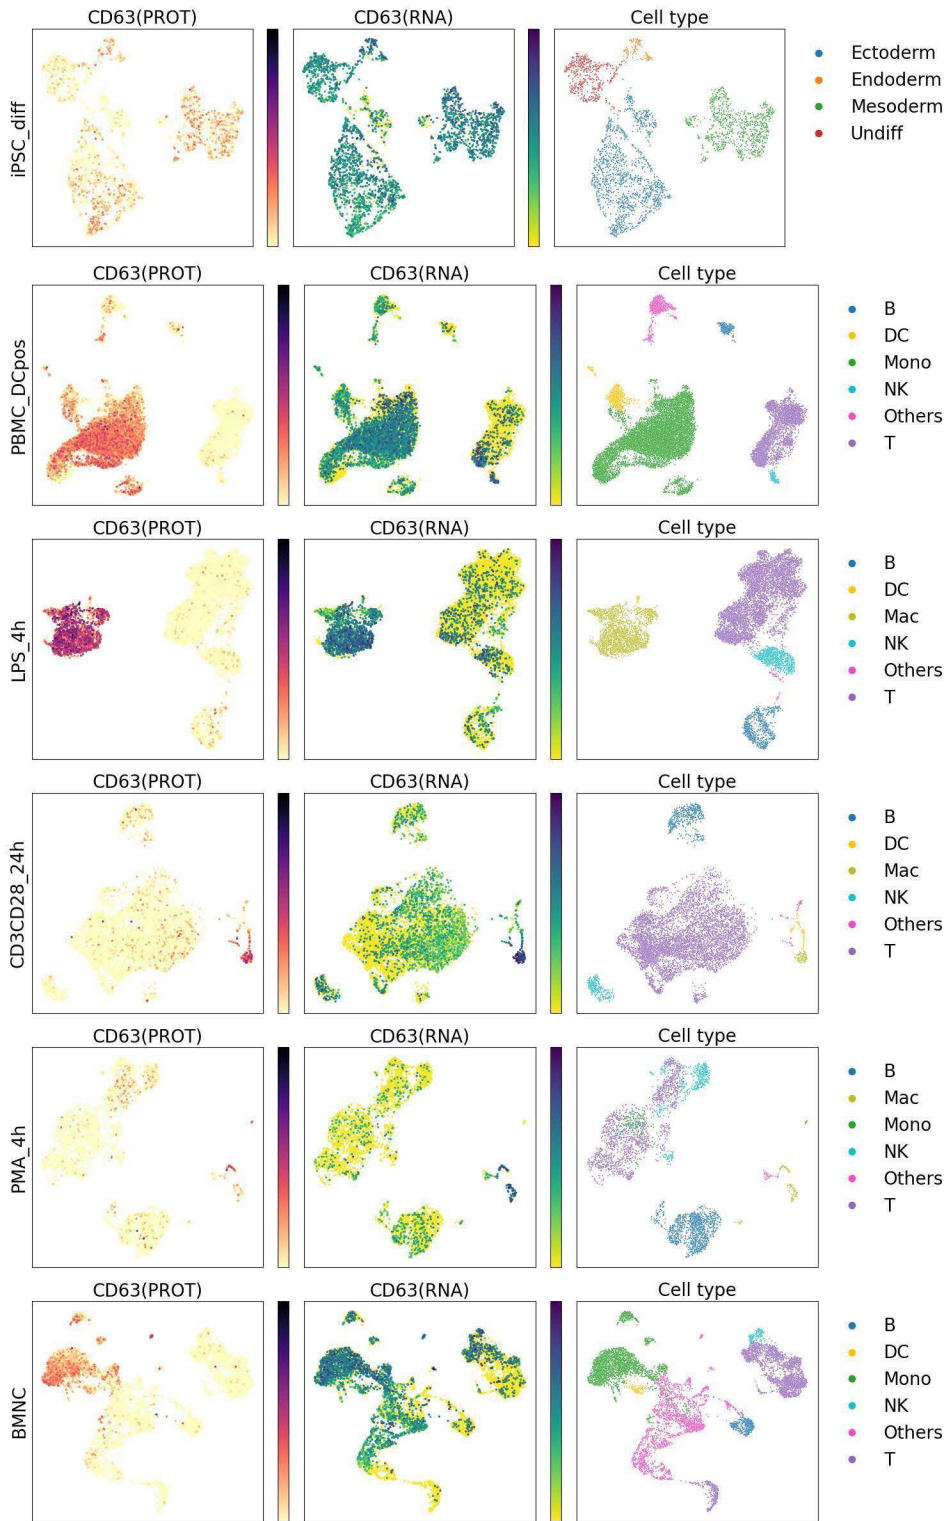 CD63(PROT) CD63(RNA) Cell type
iPSC_diff
Ectoderm
Endoderm
Mesoderm
Undiff
CD63(PROT) CD63(RNA) Cell type
PBMC_DCpos
B
DC
Mono
NK
Others
T
CD63(PROT) CD63(RNA) Cell type
LPS_4h
B
DC
Mac
NK
Others
T
CD63(PROT) CD63(RNA) Cell type
CD3CD28_24h
B
DC
Mac
NK
Others
T
CD63(PROT) CD63(RNA) Cell type
PMA_4h
B
Mac
Mono
NK
Others
T
CD63(PROT) CD63(RNA) Cell type
BMNC
B
DC
Mono
NK
Others
T